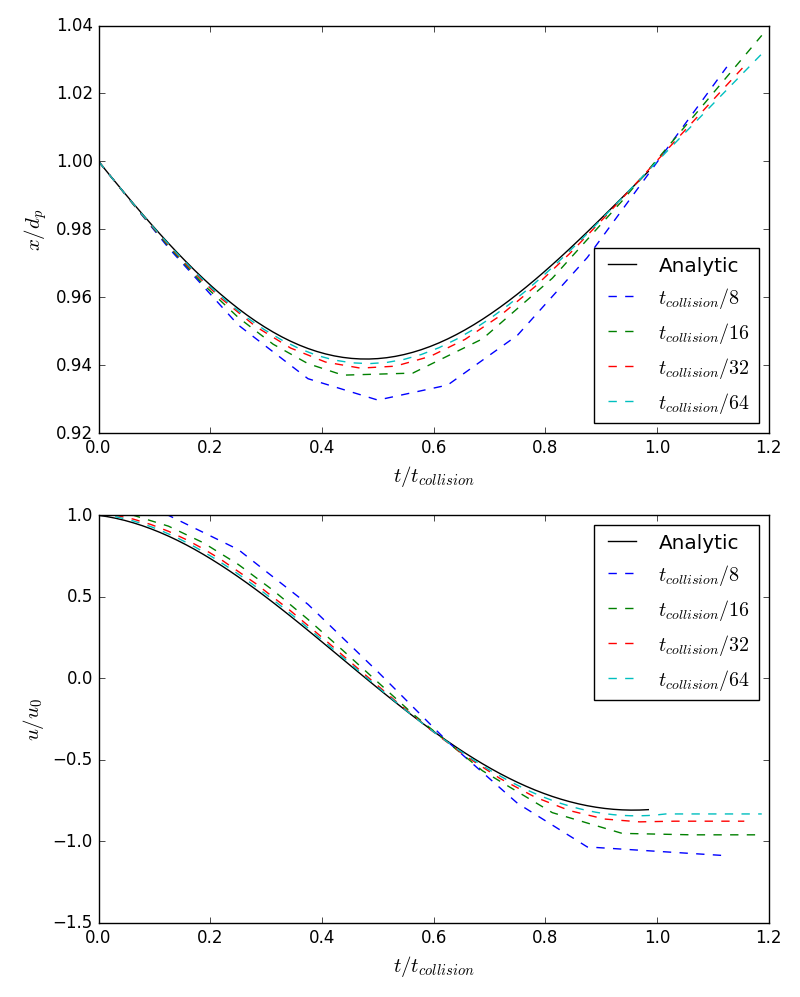 1.04
1.02
1.00
0.98
0.96
0.94
0.92
x/d_p
0.0 0.2 0.4 0.6 0.8 1.0 1.2
t/t_collision
Analytic
t_collision/8
t_collision/16
t_collision/32
t_collision/64
1.0
0.5
0.0
−0.5
−1.0
−1.5
u/u_0
0.0 0.2 0.4 0.6 0.8 1.0 1.2
t/t_collision
Analytic
t_collision/8
t_collision/16
t_collision/32
t_collision/64